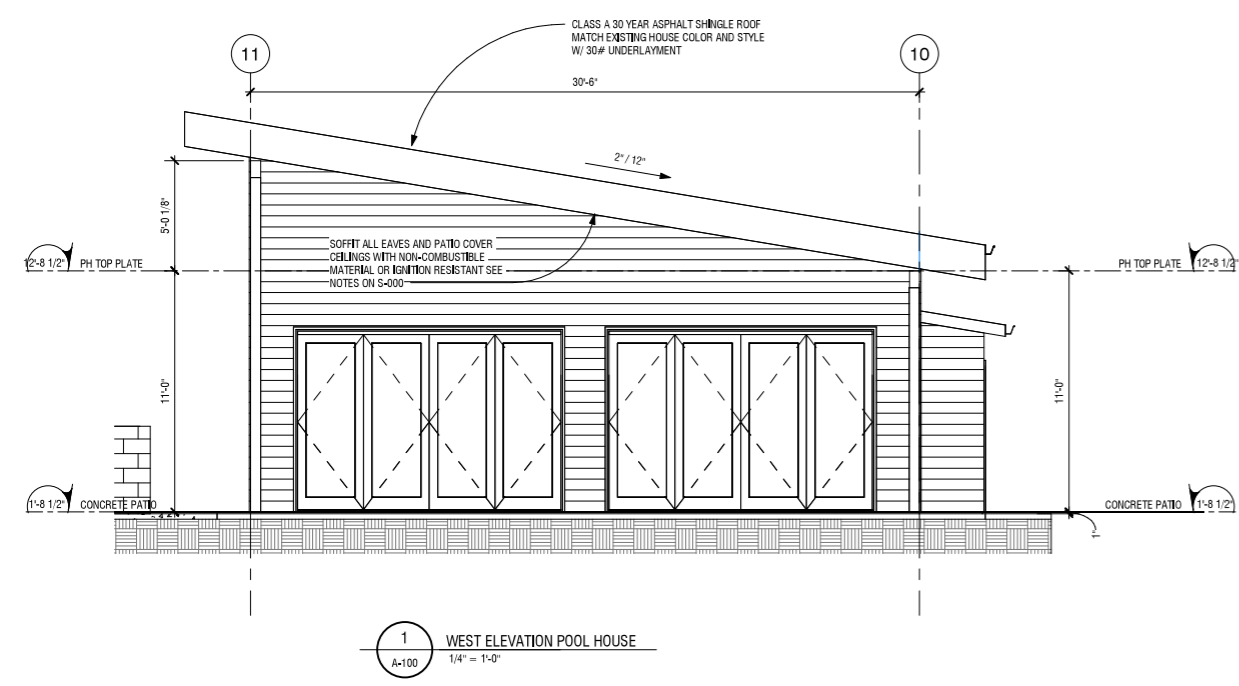 CLASS A 30 YEAR ASPHALT SHINGLE ROOF
MATCH EXISTING HOUSE COLOR AND STYLE
W/ 30# UNDERLAYMENT
11
10
30'-6"
2" / 12"
5'-0 1/8"
SOFFIT ALL EAVES AND PATIO COVER
CEILINGS WITH NON-COMBUSTIBLE
MATERIAL OR IGNITION RESISTANT SEE
NOTES ON S-000
12'-8 1/2" PH TOP PLATE
PH TOP PLATE 12'-8 1/2"
11'-0"
11'-0"
1'-8 1/2" CONCRETE PATIO
CONCRETE PATIO 1'-8 1/2"
1"
1
A-100
WEST ELEVATION POOL HOUSE
1/4" = 1'-0"